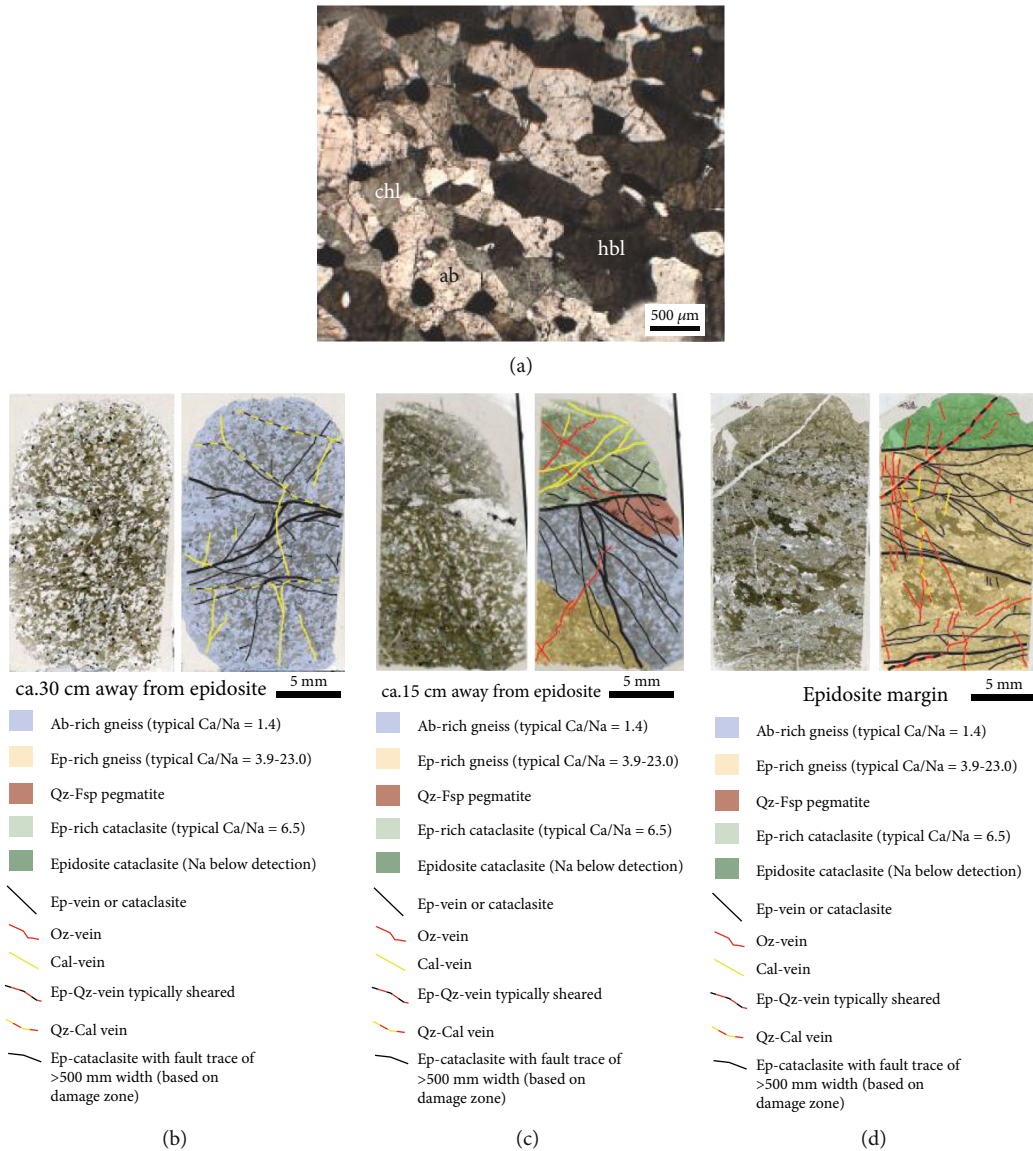 chl
hbl
ab
500 μm
(a)
ca.30 cm away from epidosite
5 mm
Ab-rich gneiss (typical Ca/Na = 1.4)
Ep-rich gneiss (typical Ca/Na = 3.9-23.0)
Qz-Fsp pegmatite
Ep-rich cataclasite (typical Ca/Na = 6.5)
Epidosite cataclasite (Na below detection)
Ep-vein or cataclasite
Oz-vein
Cal-vein
Ep-Qz-vein typically sheared
Qz-Cal vein
Ep-cataclasite with fault trace of
>500 mm width (based on
damage zone)
(b)
ca.15 cm away from epidosite
5 mm
Ab-rich gneiss (typical Ca/Na = 1.4)
Ep-rich gneiss (typical Ca/Na = 3.9-23.0)
Qz-Fsp pegmatite
Ep-rich cataclasite (typical Ca/Na = 6.5)
Epidosite cataclasite (Na below detection)
Ep-vein or cataclasite
Oz-vein
Cal-vein
Ep-Qz-vein typically sheared
Qz-Cal vein
Ep-cataclasite with fault trace of
>500 mm width (based on
damage zone)
(c)
Epidosite margin
5 mm
Ab-rich gneiss (typical Ca/Na = 1.4)
Ep-rich gneiss (typical Ca/Na = 3.9-23.0)
Qz-Fsp pegmatite
Ep-rich cataclasite (typical Ca/Na = 6.5)
Epidosite cataclasite (Na below detection)
Ep-vein or cataclasite
Oz-vein
Cal-vein
Ep-Qz-vein typically sheared
Qz-Cal vein
Ep-cataclasite with fault trace of
>500 mm width (based on
damage zone)
(d)